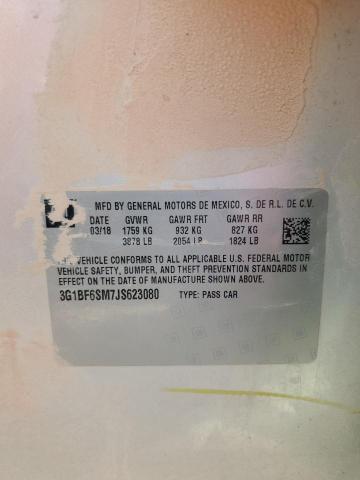 MFD BY GENERAL MOTORS DE MEXICO, S. DE R.L. DE C.V.
DATE GVWR GAWR FRT GAWR RR
03/18 1759 KG 932 KG 827 KG
3878 LB 2054 LB 1824 LB
THIS VEHICLE CONFORMS TO ALL APPLICABLE U.S. FEDERAL MOTOR
VEHICLE SAFETY, BUMPER, AND THEFT PREVENTION STANDARDS IN
EFFECT ON THE DATE OF MANUFACTURE SHOWN ABOVE.
3G1BF6SM7JS623080 TYPE: PASS CAR